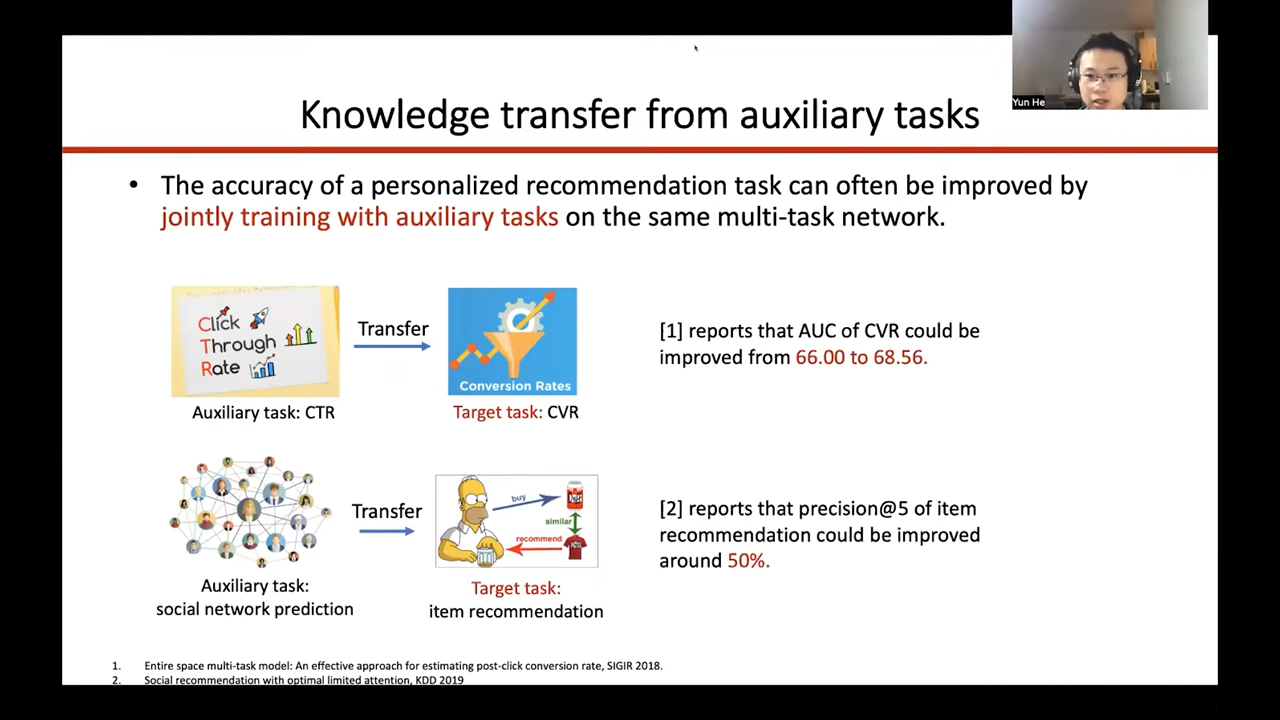 Yun He
Knowledge transfer from auxiliary tasks
• The accuracy of a personalized recommendation task can often be improved by
jointly training with auxiliary tasks on the same multi-task network.
Click
Through
Rate
Transfer
Conversion Rates
[1] reports that AUC of CVR could be
improved from 66.00 to 68.56.
Auxiliary task: CTR
Target task: CVR
Transfer
buy
similar
recommend
[2] reports that precision@5 of item
recommendation could be improved
around 50%.
Auxiliary task:
social network prediction
Target task:
item recommendation
1. Entire space multi-task model: An effective approach for estimating post-click conversion rate, SIGIR 2018.
2. Social recommendation with optimal limited attention, KDD 2019